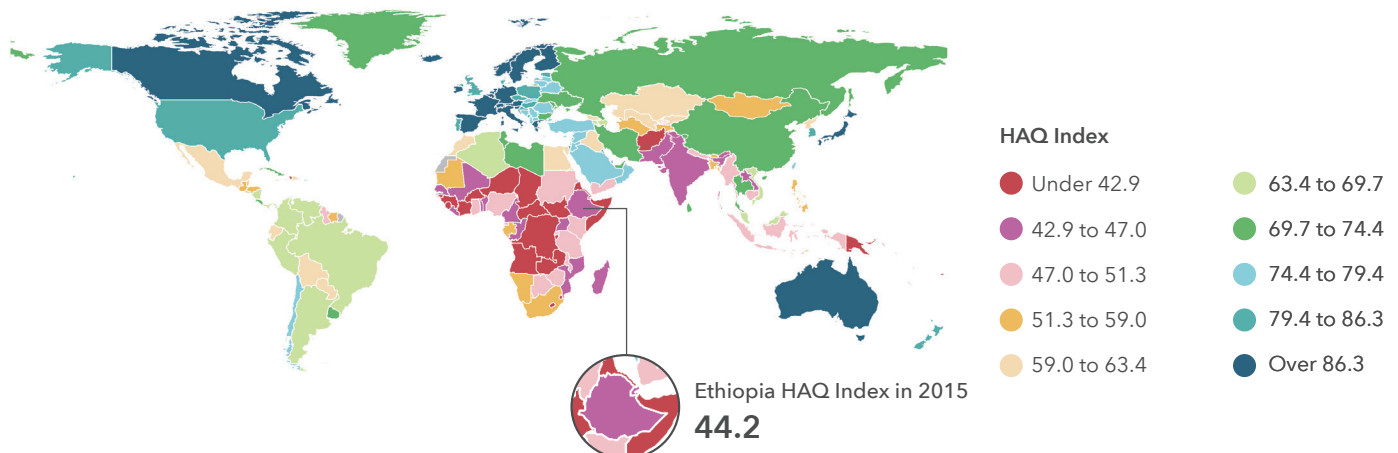 HAQ Index
Under 42.9
42.9 to 47.0
47.0 to 51.3
51.3 to 59.0
59.0 to 63.4
63.4 to 69.7
69.7 to 74.4
74.4 to 79.4
79.4 to 86.3
Over 86.3
Ethiopia HAQ Index in 2015
44.2